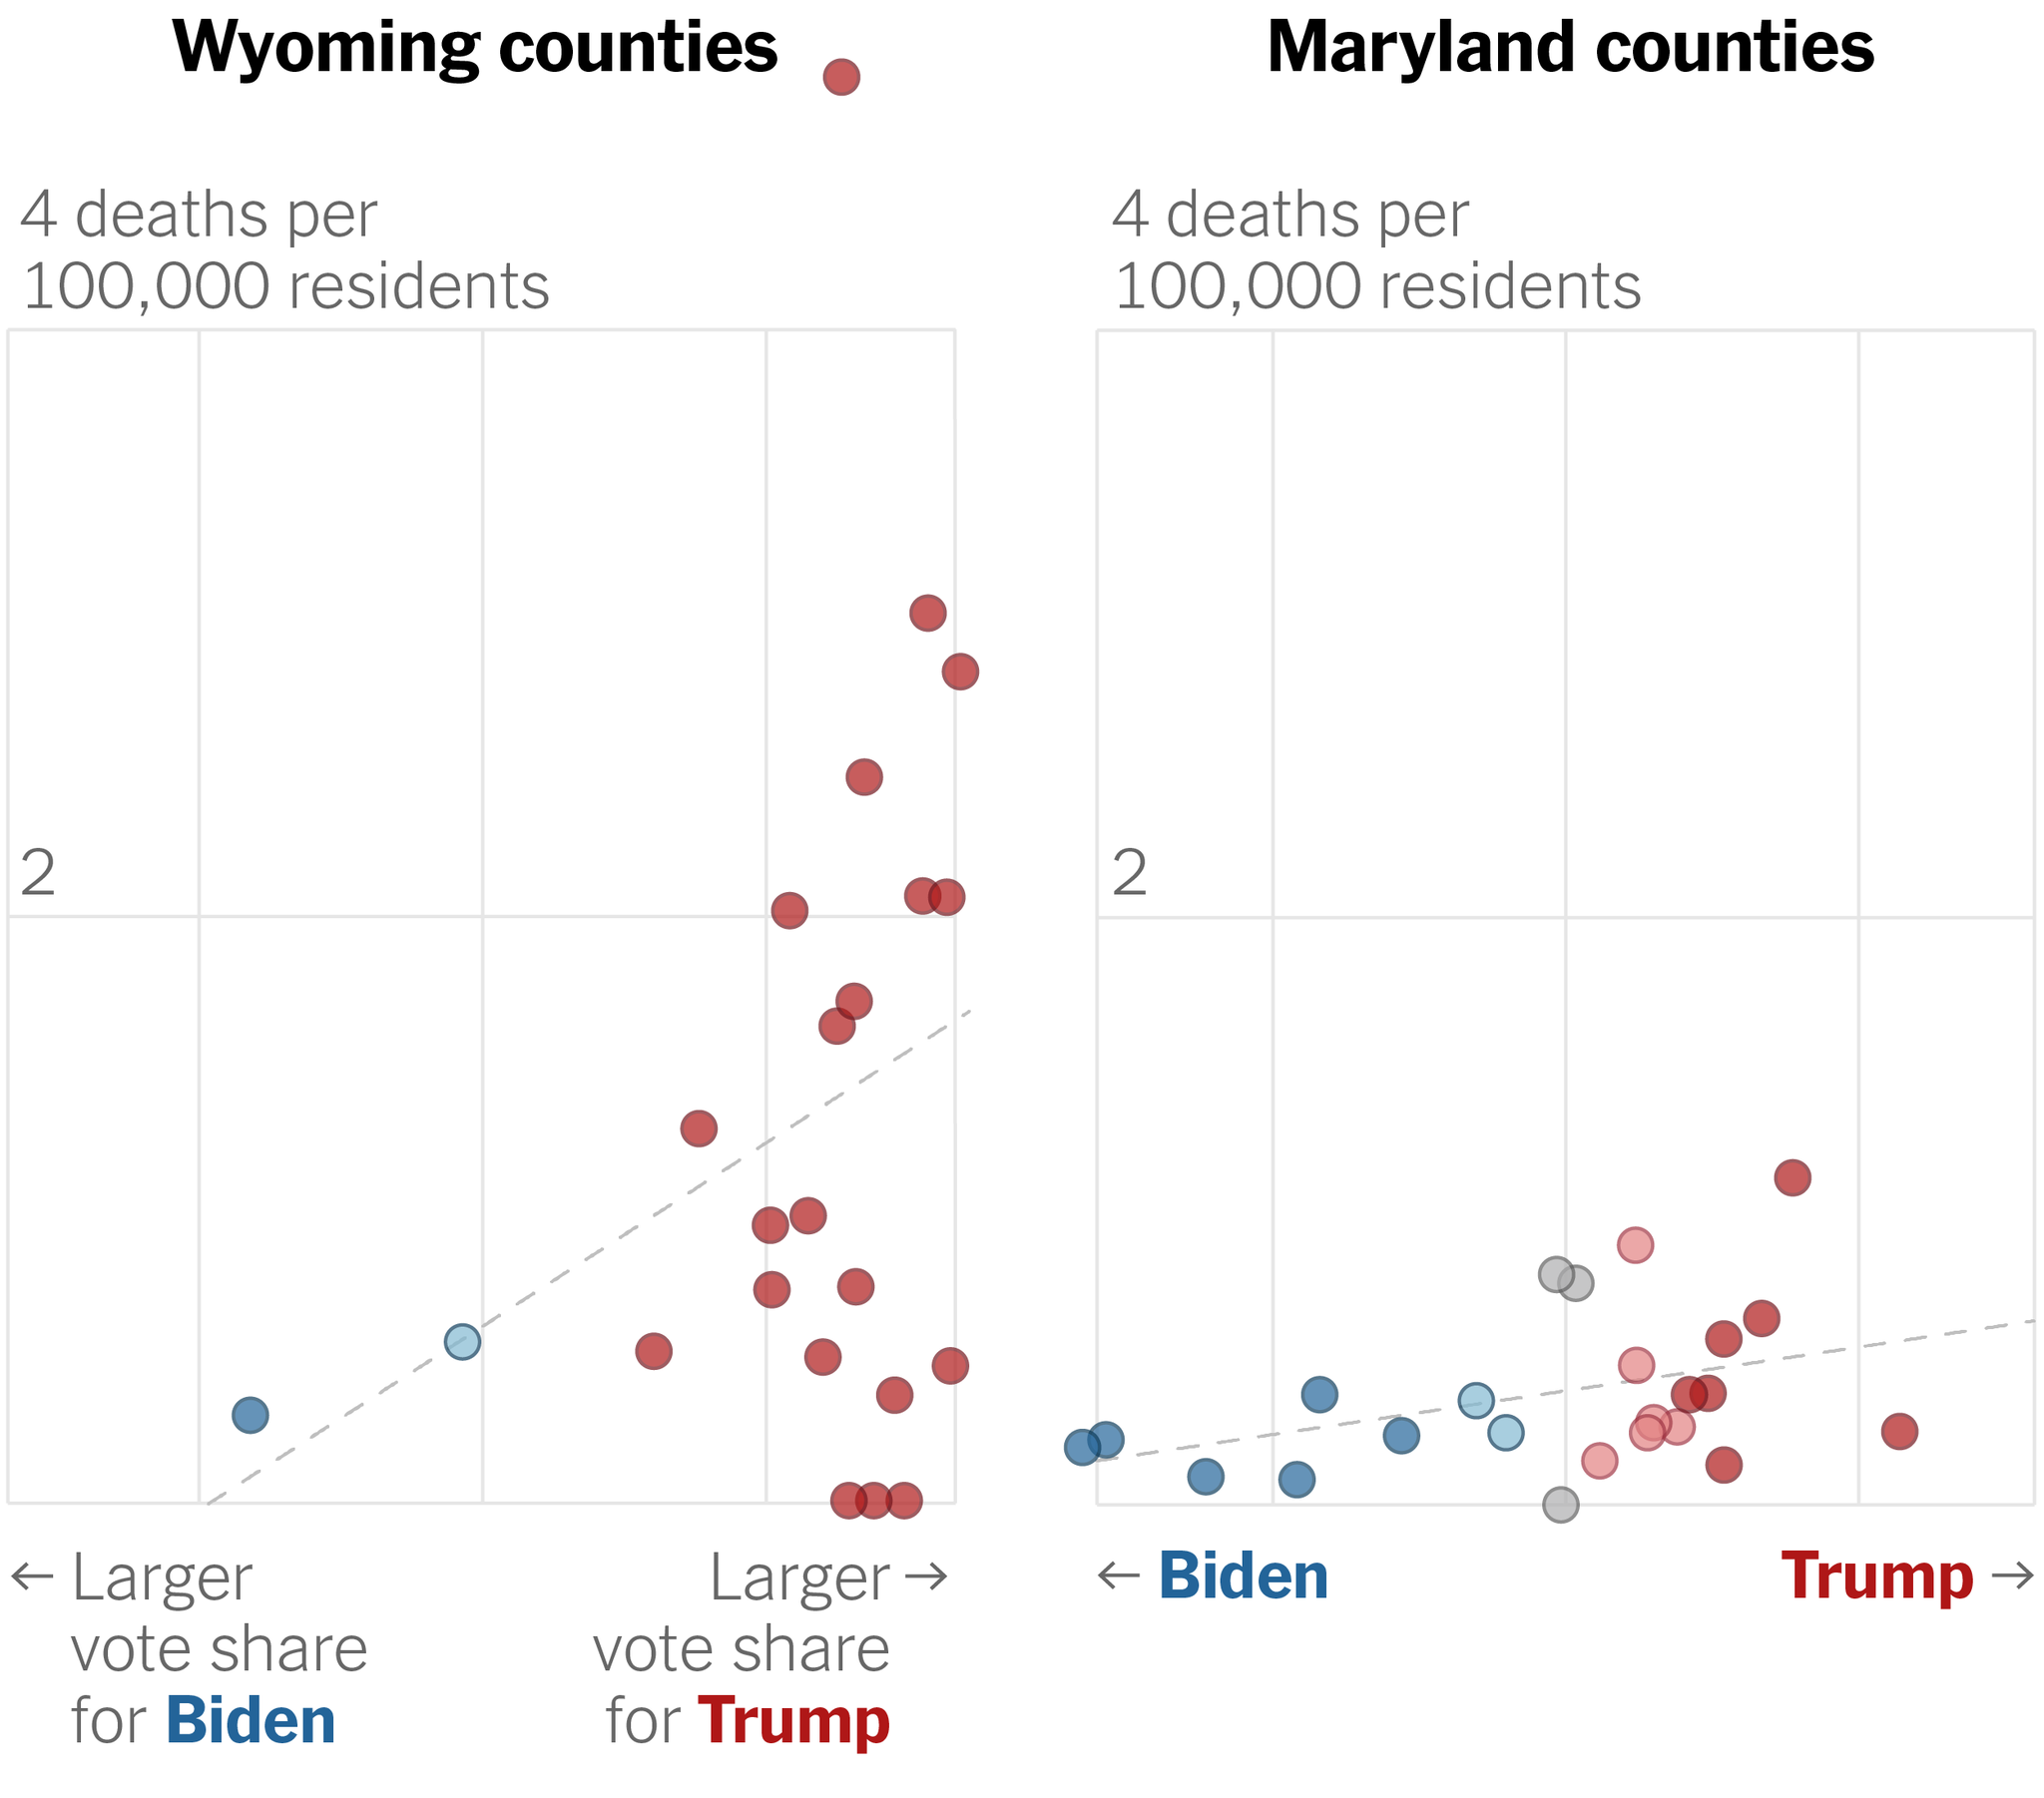 Wyoming counties
4 deaths per
100,000 residents
2
← Larger
vote share
for Biden
Larger →
vote share
for Trump
Maryland counties
4 deaths per
100,000 residents
2
← Biden
Trump →